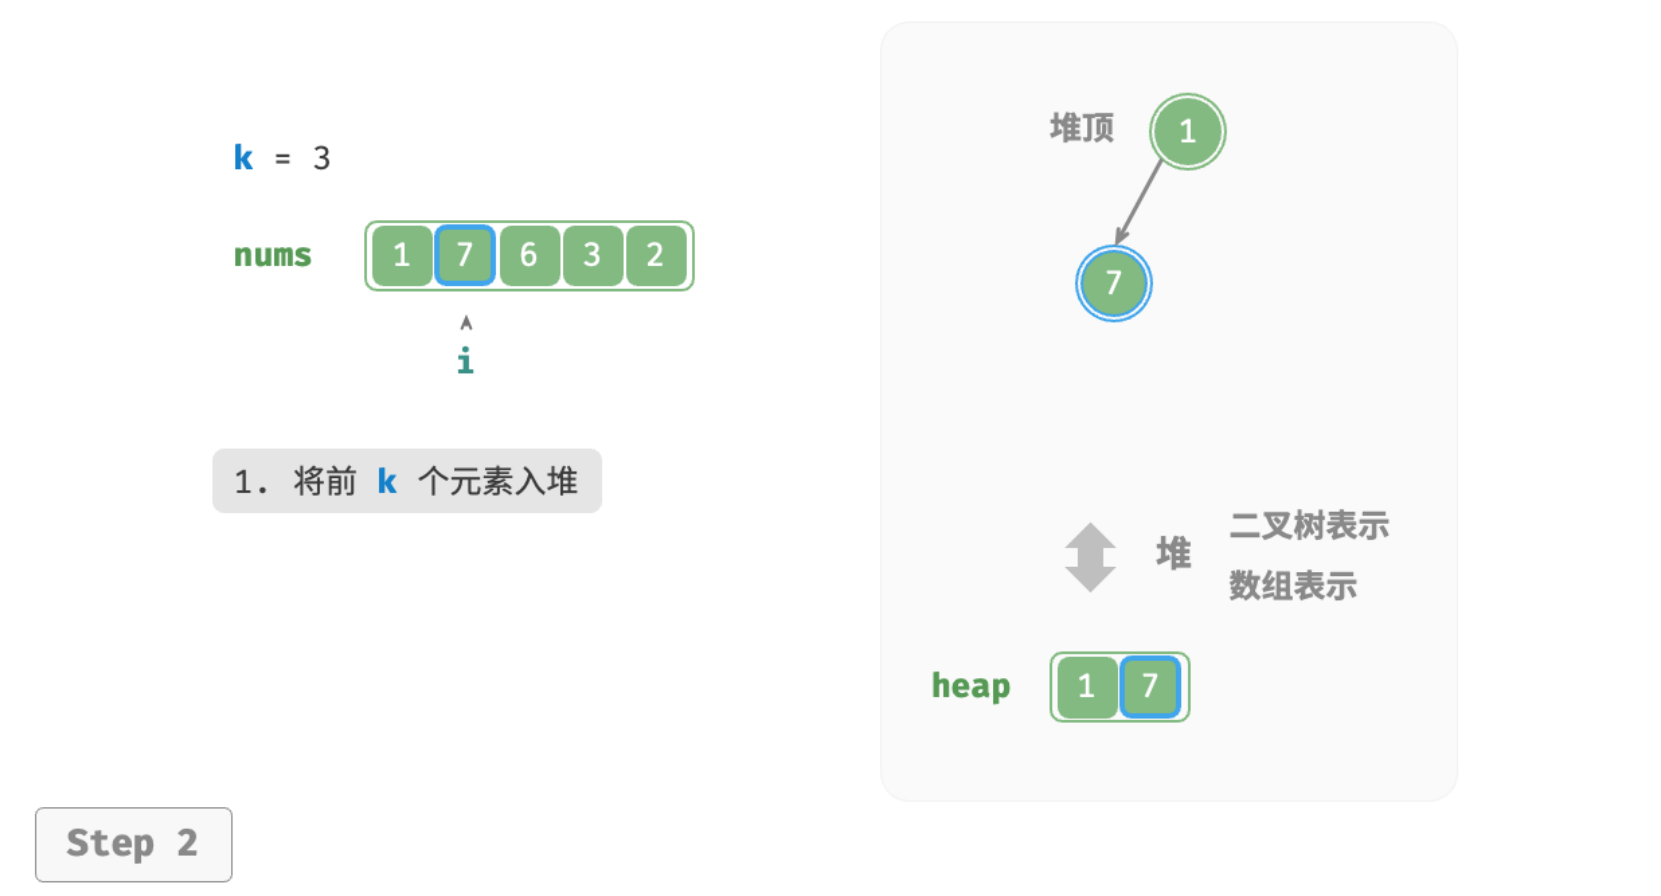 k = 3
nums 1 7 6 3 2
i
1. 将前 k 个元素入堆
Step 2
堆顶 1
7
堆 二叉树表示
数组表示
heap 1 7